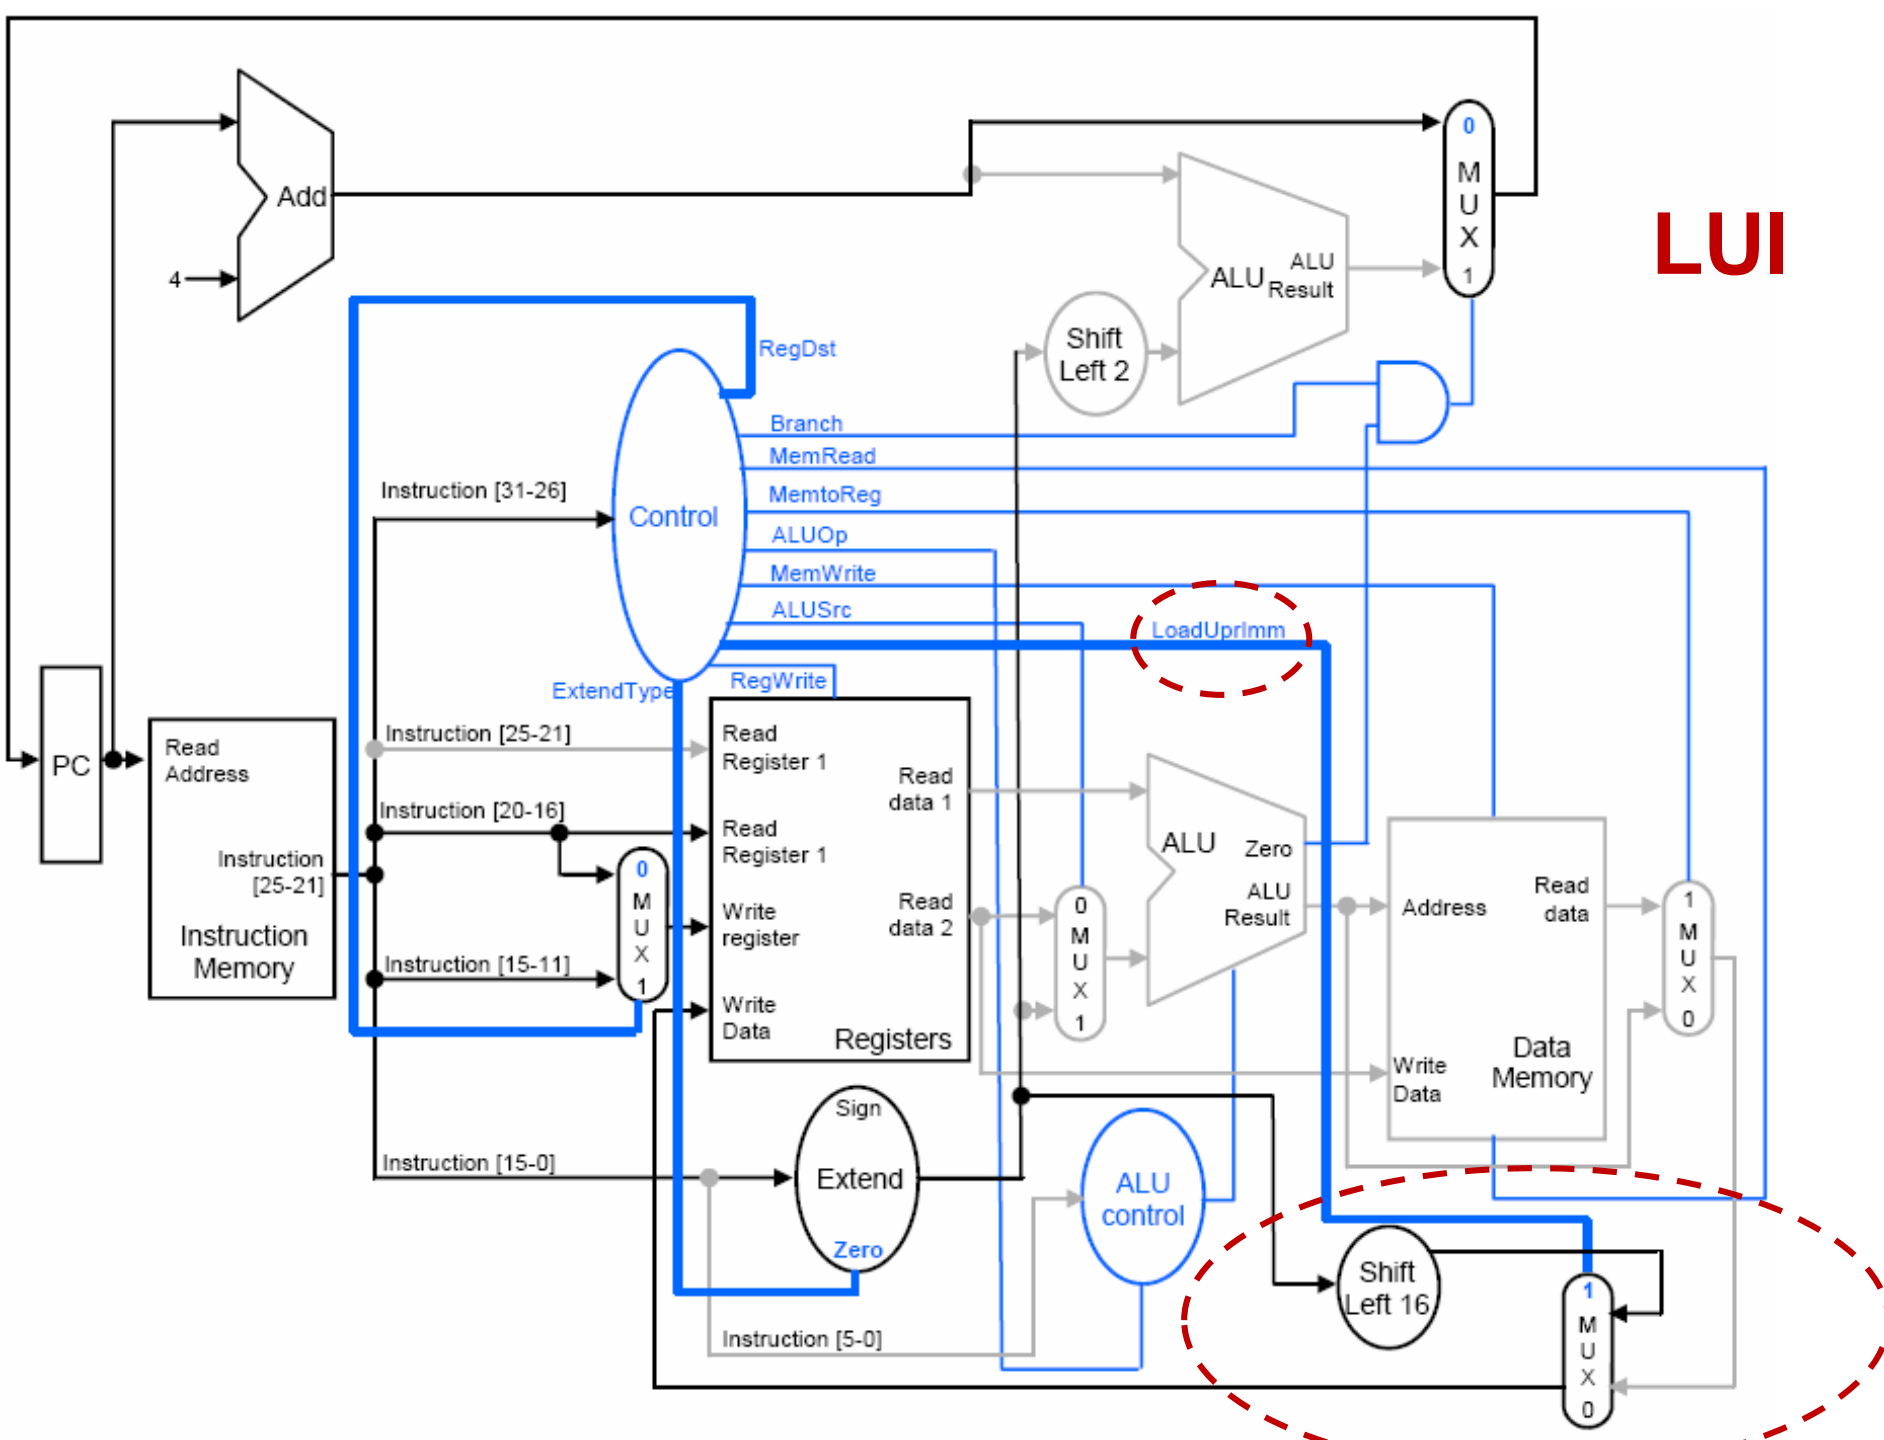 LUI
0
M
U
X
1
Add
4
ALU
ALU
Result
Shift
Left 2
RegDst
Branch
MemRead
MemtoReg
ALUOp
MemWrite
ALUSrc
LoadUprImm
RegWrite
ExtendType
Control
Instruction [31-26]
PC
Read
Address
Instruction
[25-21]
Instruction
Memory
Instruction [25-21]
Instruction [20-16]
Instruction [15-11]
0
M
U
X
1
Read
Register 1
Read
Register 1
Write
register
Write
Data
Read
data 1
Read
data 2
Registers
0
M
U
X
1
ALU
Zero
ALU
Result
Address
Read
data
Write
Data
Data
Memory
1
M
U
X
0
Instruction [15-0]
Sign
Extend
Zero
ALU
control
Instruction [5-0]
Shift
Left 16
1
M
U
X
0